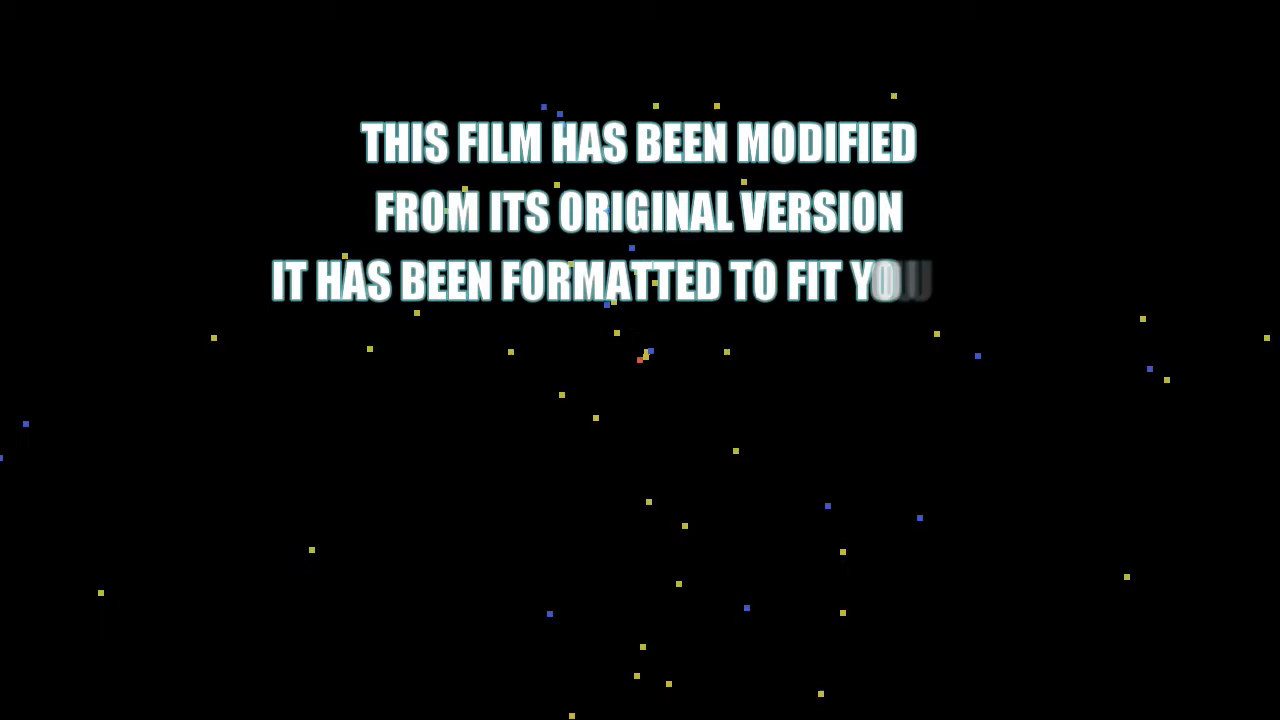 THIS FILM HAS BEEN MODIFIED
FROM ITS ORIGINAL VERSION
IT HAS BEEN FORMATTED TO FIT YOU